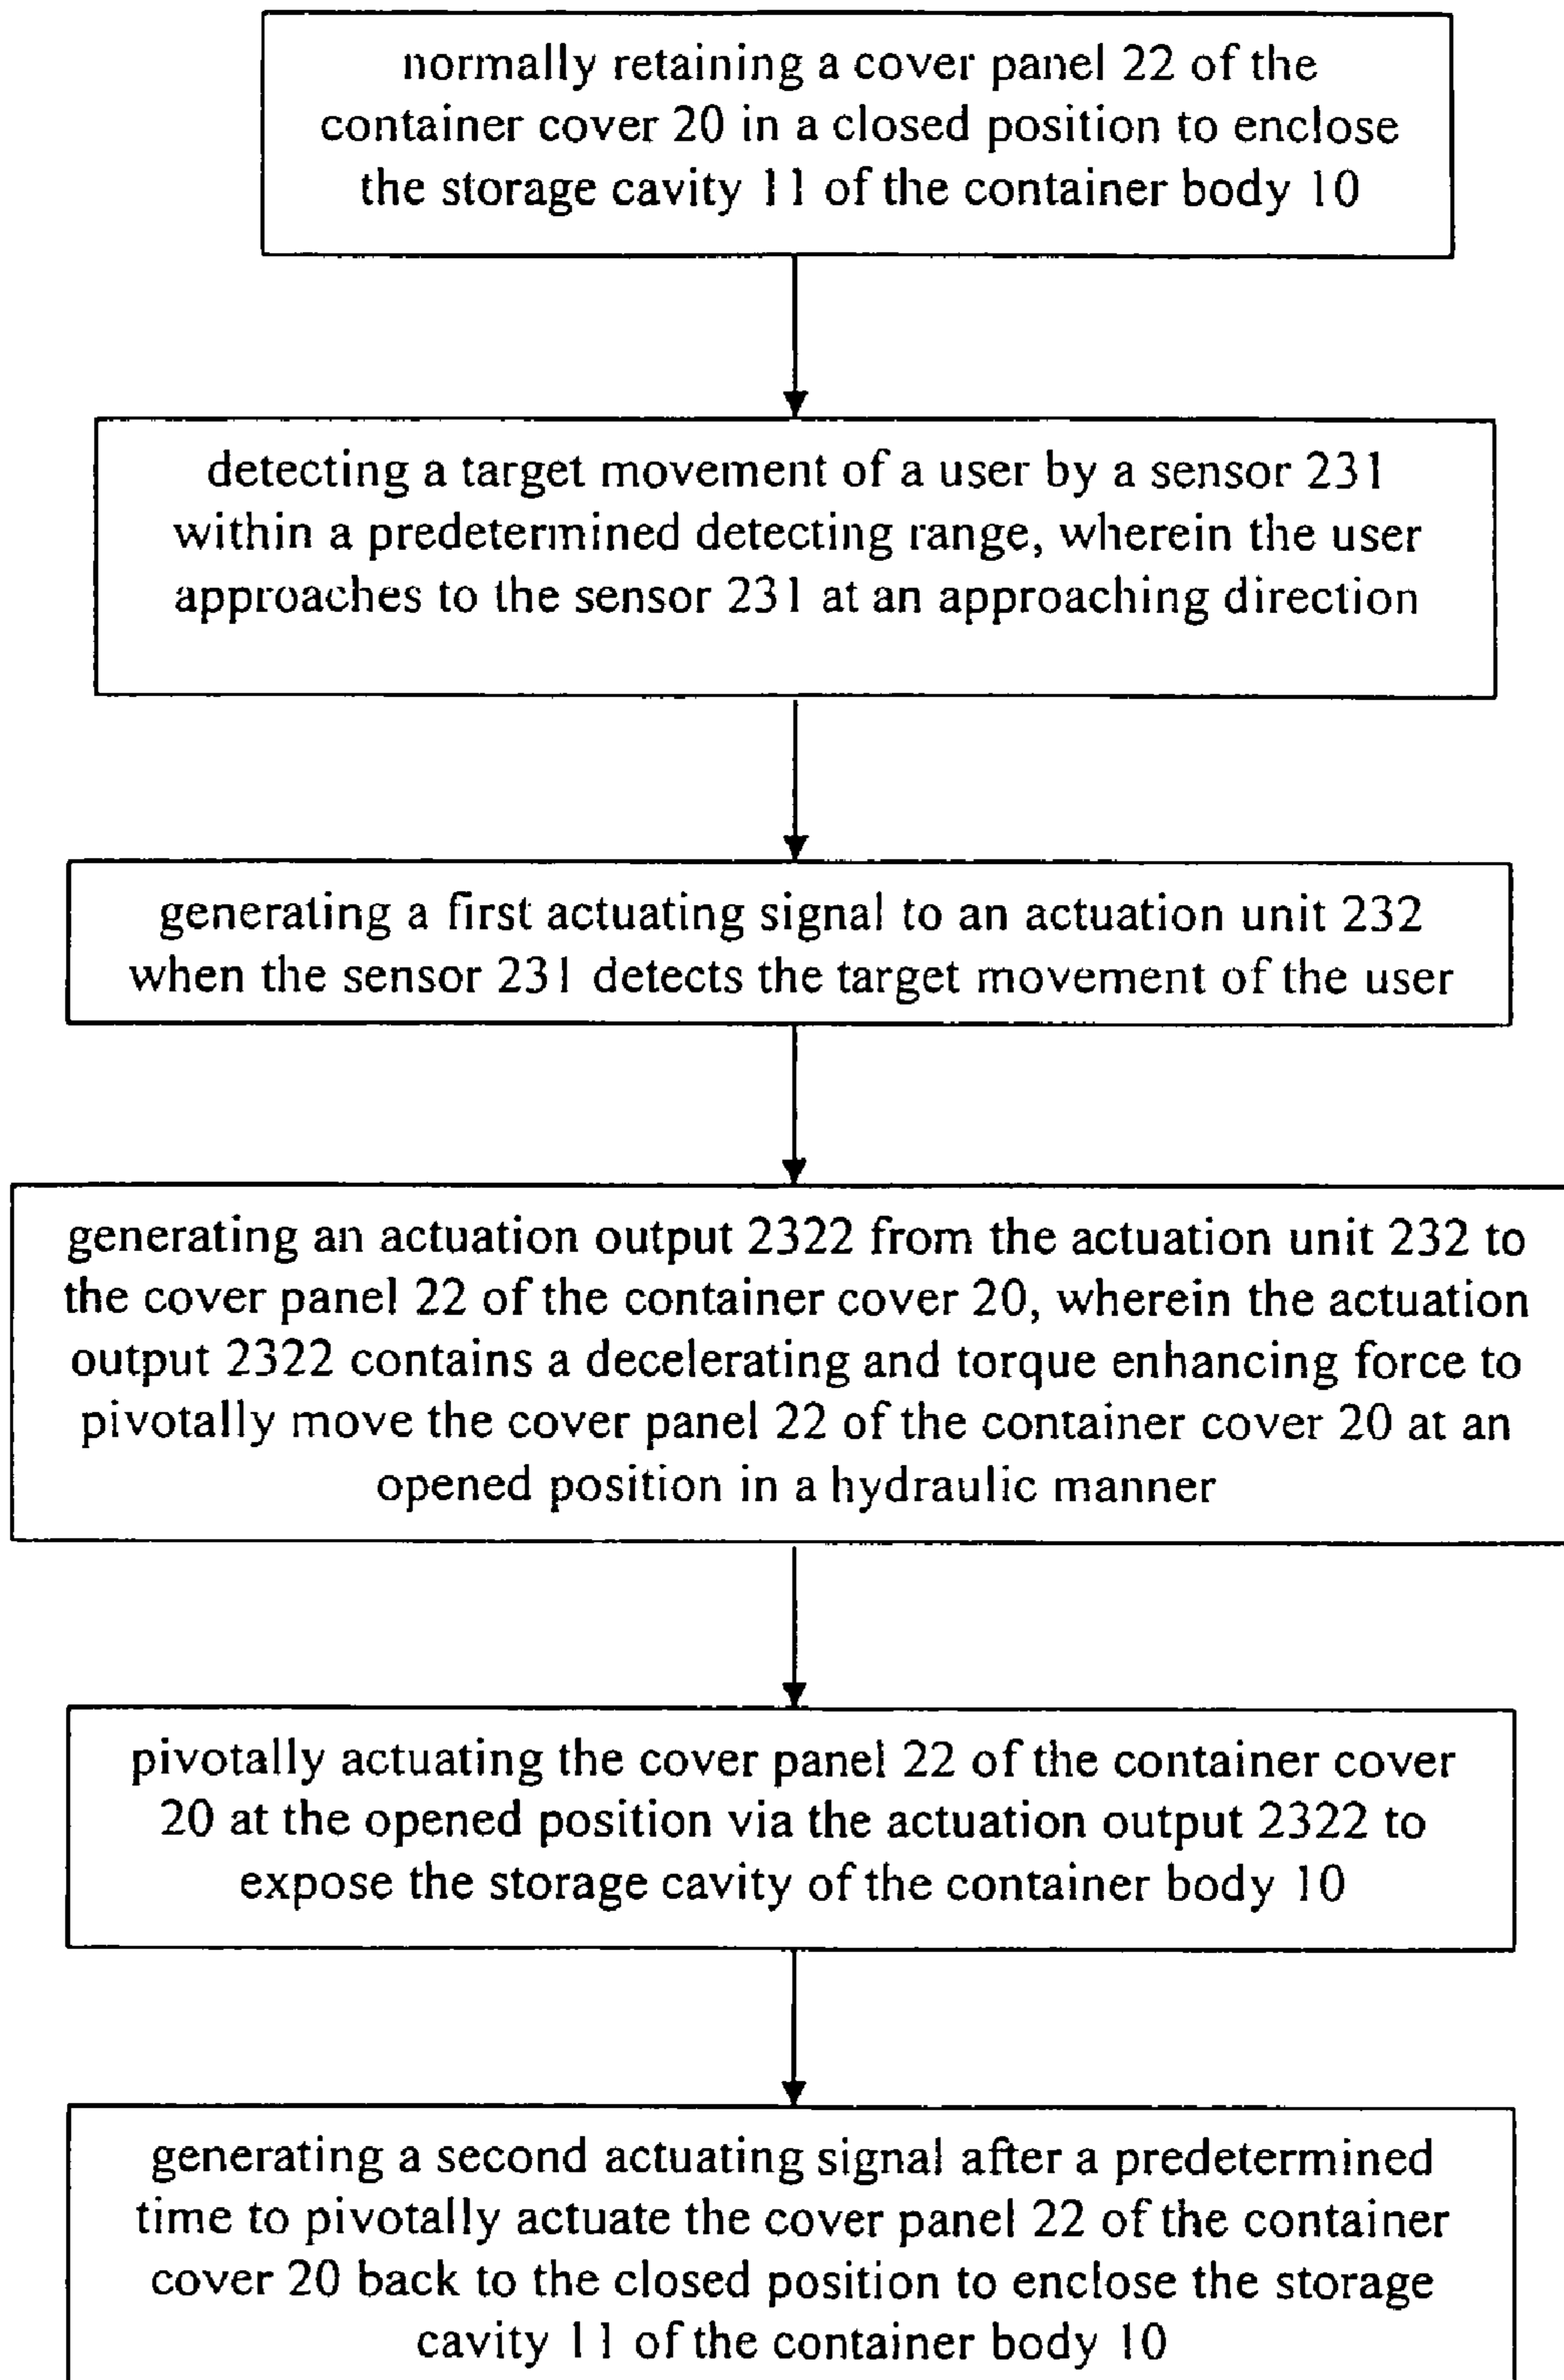 normally retaining a cover panel 22 of the
container cover 20 in a closed position to enclose
the storage cavity 11 of the container body 10
detecting a target movement of a user by a sensor 231
within a predetermined detecting range, wherein the user
approaches to the sensor 231 at an approaching direction
generating a first actuating signal to an actuation unit 232
when the sensor 231 detects the target movement of the user
generating an actuation output 2322 from the actuation unit 232 to
the cover panel 22 of the container cover 20, wherein the actuation
output 2322 contains a decelerating and torque enhancing force to
pivotally move the cover panel 22 of the container cover 20 at an
opened position in a hydraulic manner
pivotally actuating the cover panel 22 of the container cover
20 at the opened position via the actuation output 2322 to
expose the storage cavity of the container body 10
generating a second actuating signal after a predetermined
time to pivotally actuate the cover panel 22 of the container
cover 20 back to the closed position to enclose the storage
cavity 11 of the container body 10